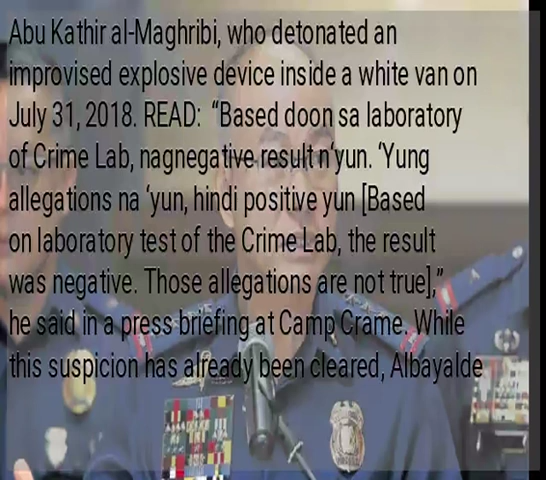 Abu Kathir al-Maghribi, who detonated an
improvised explosive device inside a white van on
July 31, 2018. READ: “Based doon sa laboratory
of Crime Lab, nagnegative result n‘yun. ‘Yung
allegations na ‘yun, hindi positive yun [Based
on laboratory test of the Crime Lab, the result
was negative. Those allegations are not true],”
he said in a press briefing at Camp Crame. While
this suspicion has already been cleared, Albayalde